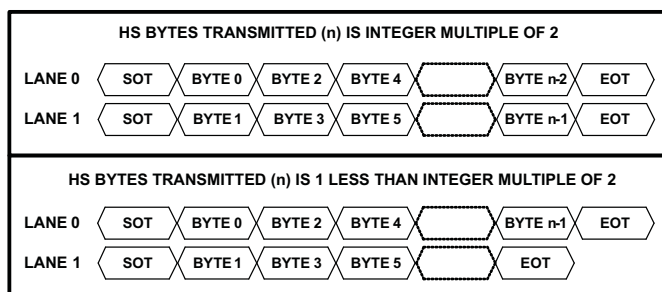 HS BYTES TRANSMITTED (n) IS INTEGER MULTIPLE OF 2
LANE 0 SOT BYTE 0 BYTE 2 BYTE 4 BYTE n-2 EOT
LANE 1 SOT BYTE 1 BYTE 3 BYTE 5 BYTE n-1 EOT
HS BYTES TRANSMITTED (n) IS 1 LESS THAN INTEGER MULTIPLE OF 2
LANE 0 SOT BYTE 0 BYTE 2 BYTE 4 BYTE n-1 EOT
LANE 1 SOT BYTE 1 BYTE 3 BYTE 5 EOT